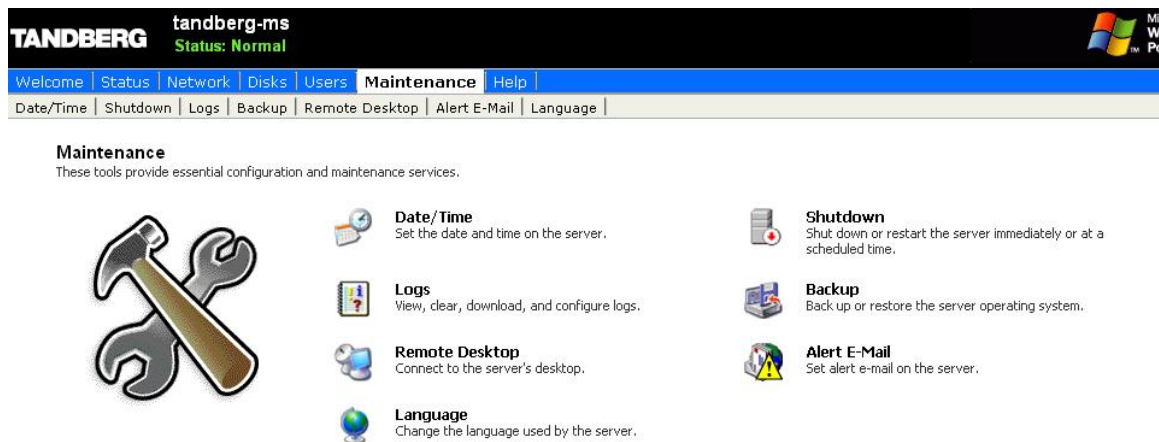 TANDBERG
tandberg-ms
Status: Normal
Welcome | Status | Network | Disks | Users | Maintenance | Help |
Date/Time | Shutdown | Logs | Backup | Remote Desktop | Alert E-Mail | Language |
Maintenance
These tools provide essential configuration and maintenance services.
Date/Time
Set the date and time on the server.
Shutdown
Shut down or restart the server immediately or at a
scheduled time.
Logs
View, clear, download, and configure logs.
Backup
Back up or restore the server operating system.
Remote Desktop
Connect to the server's desktop.
Alert E-Mail
Set alert e-mail on the server.
Language
Change the language used by the server.